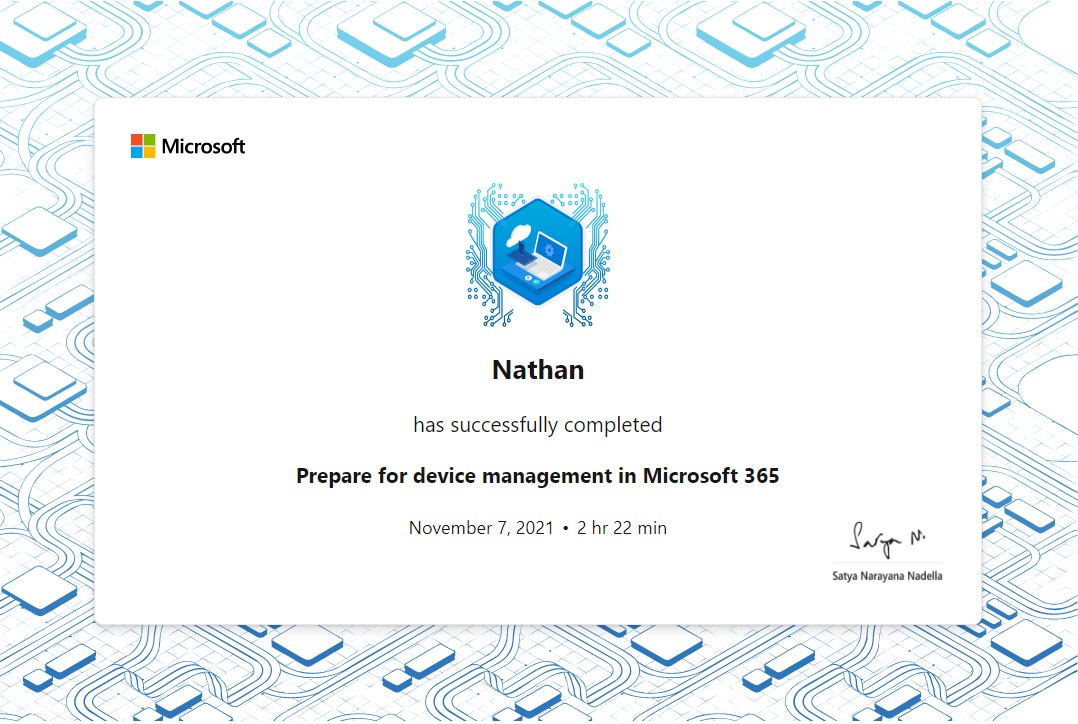 Microsoft
Nathan
has successfully completed
Prepare for device management in Microsoft 365
November 7, 2021 • 2 hr 22 min
Satya N.
Satya Narayana Nadella